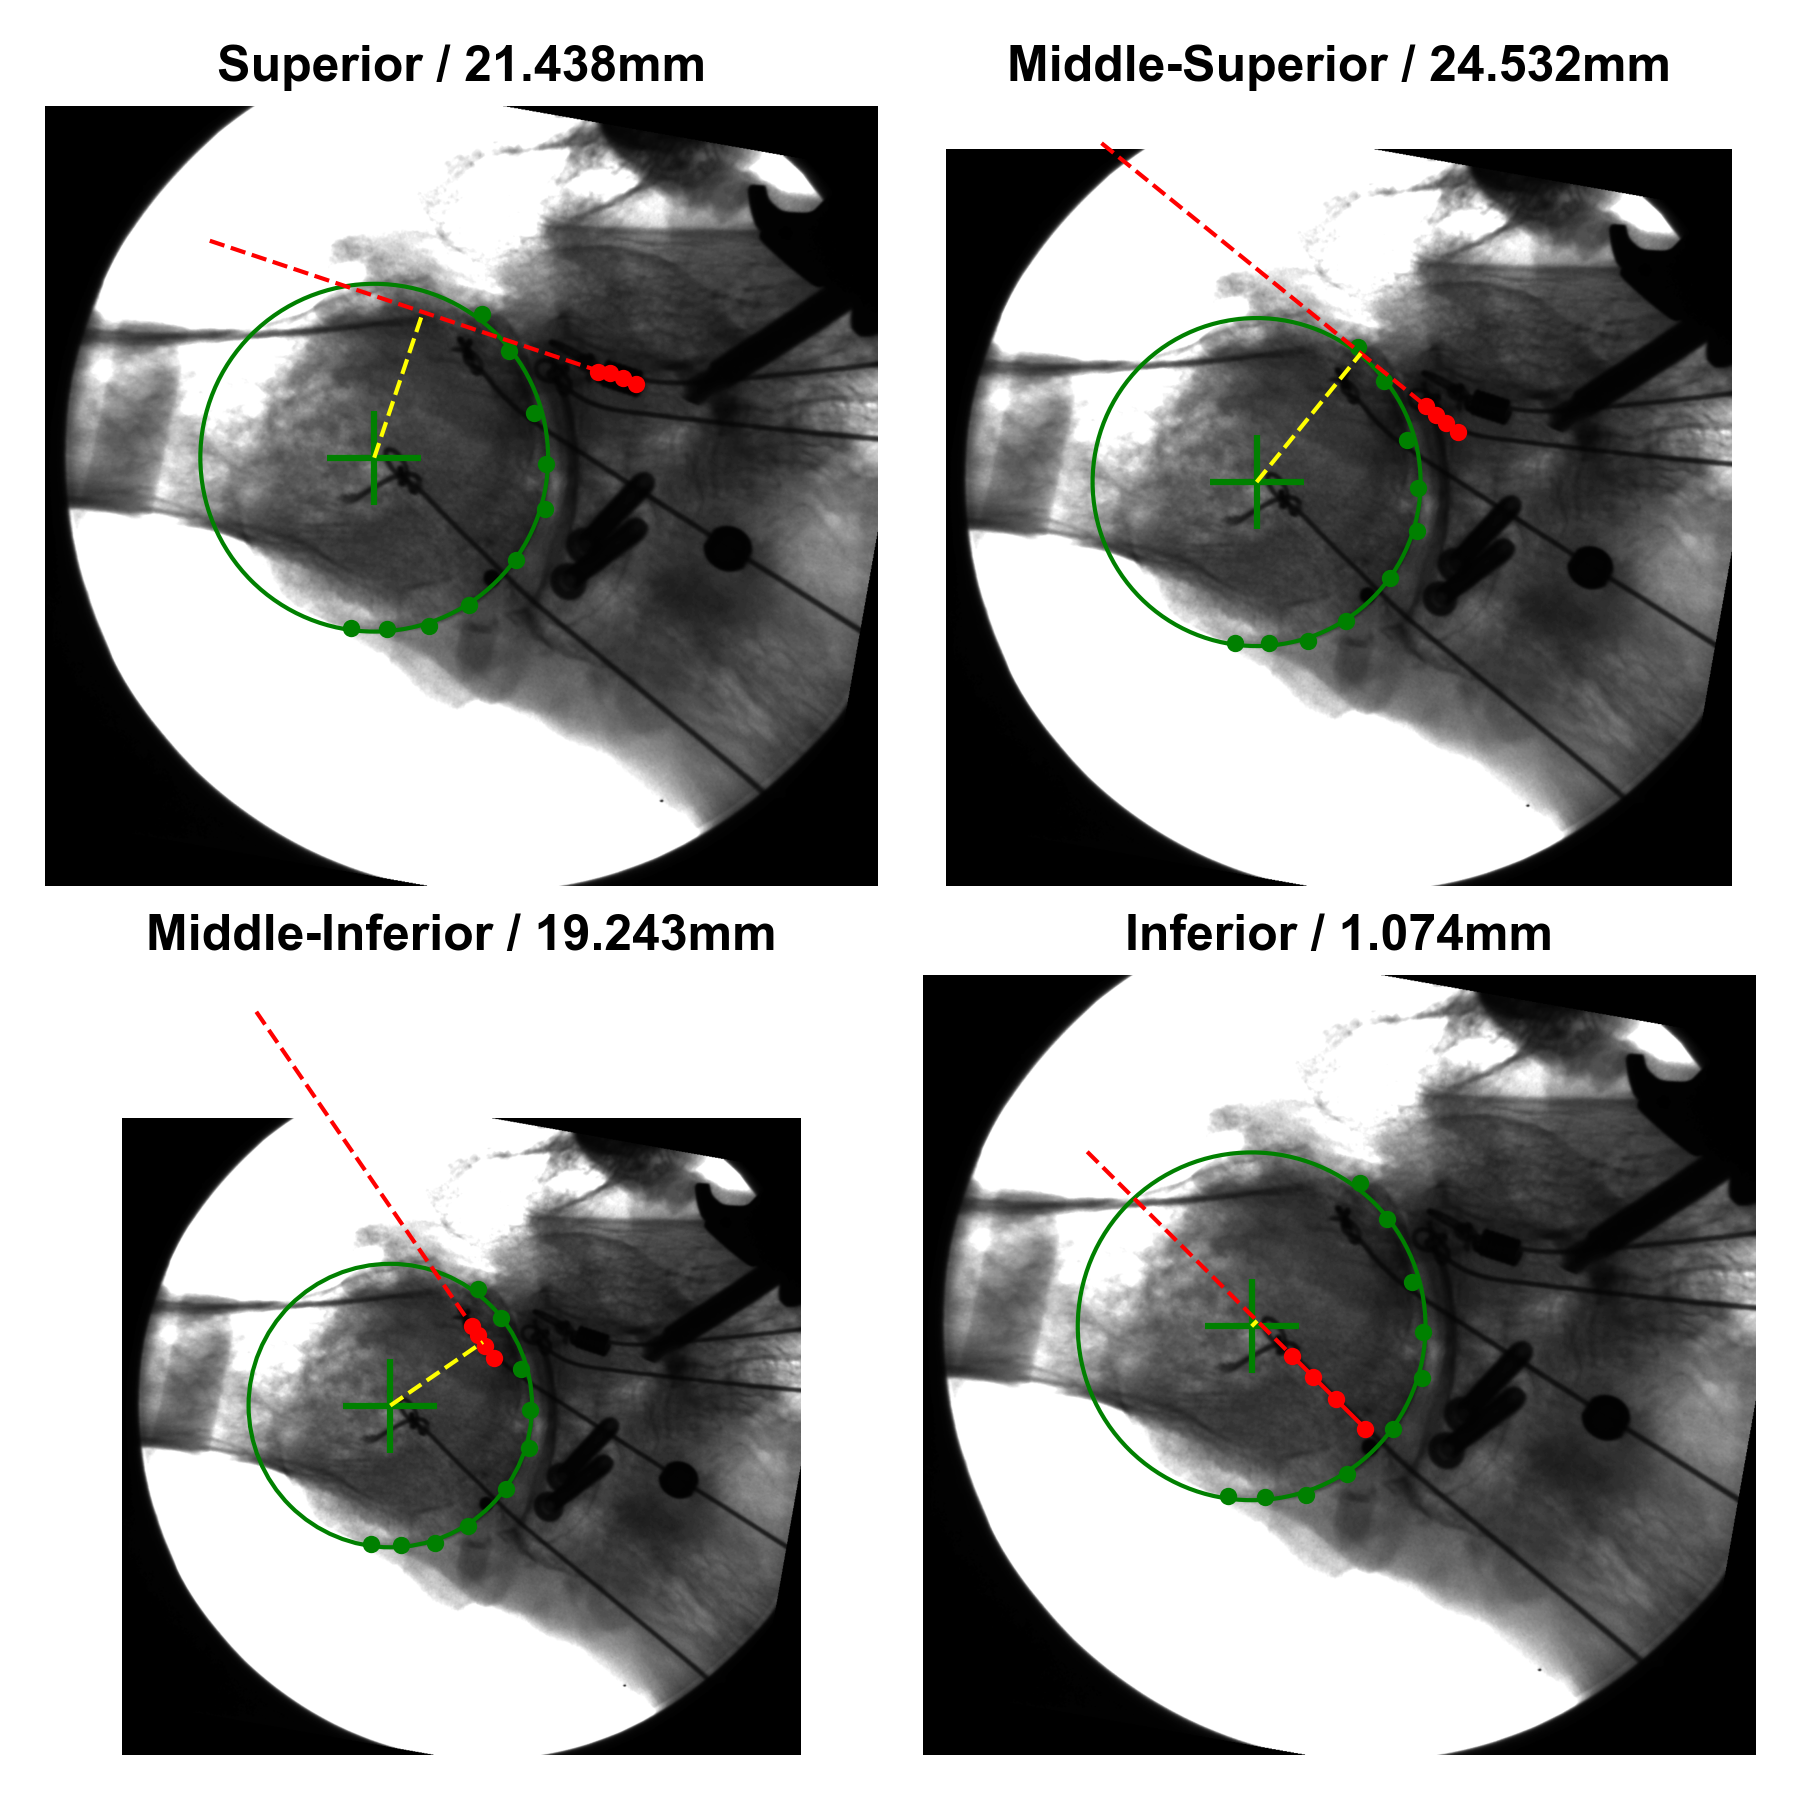 Superior / 21.438mm
Middle-Superior / 24.532mm
Middle-Inferior / 19.243mm
Inferior / 1.074mm